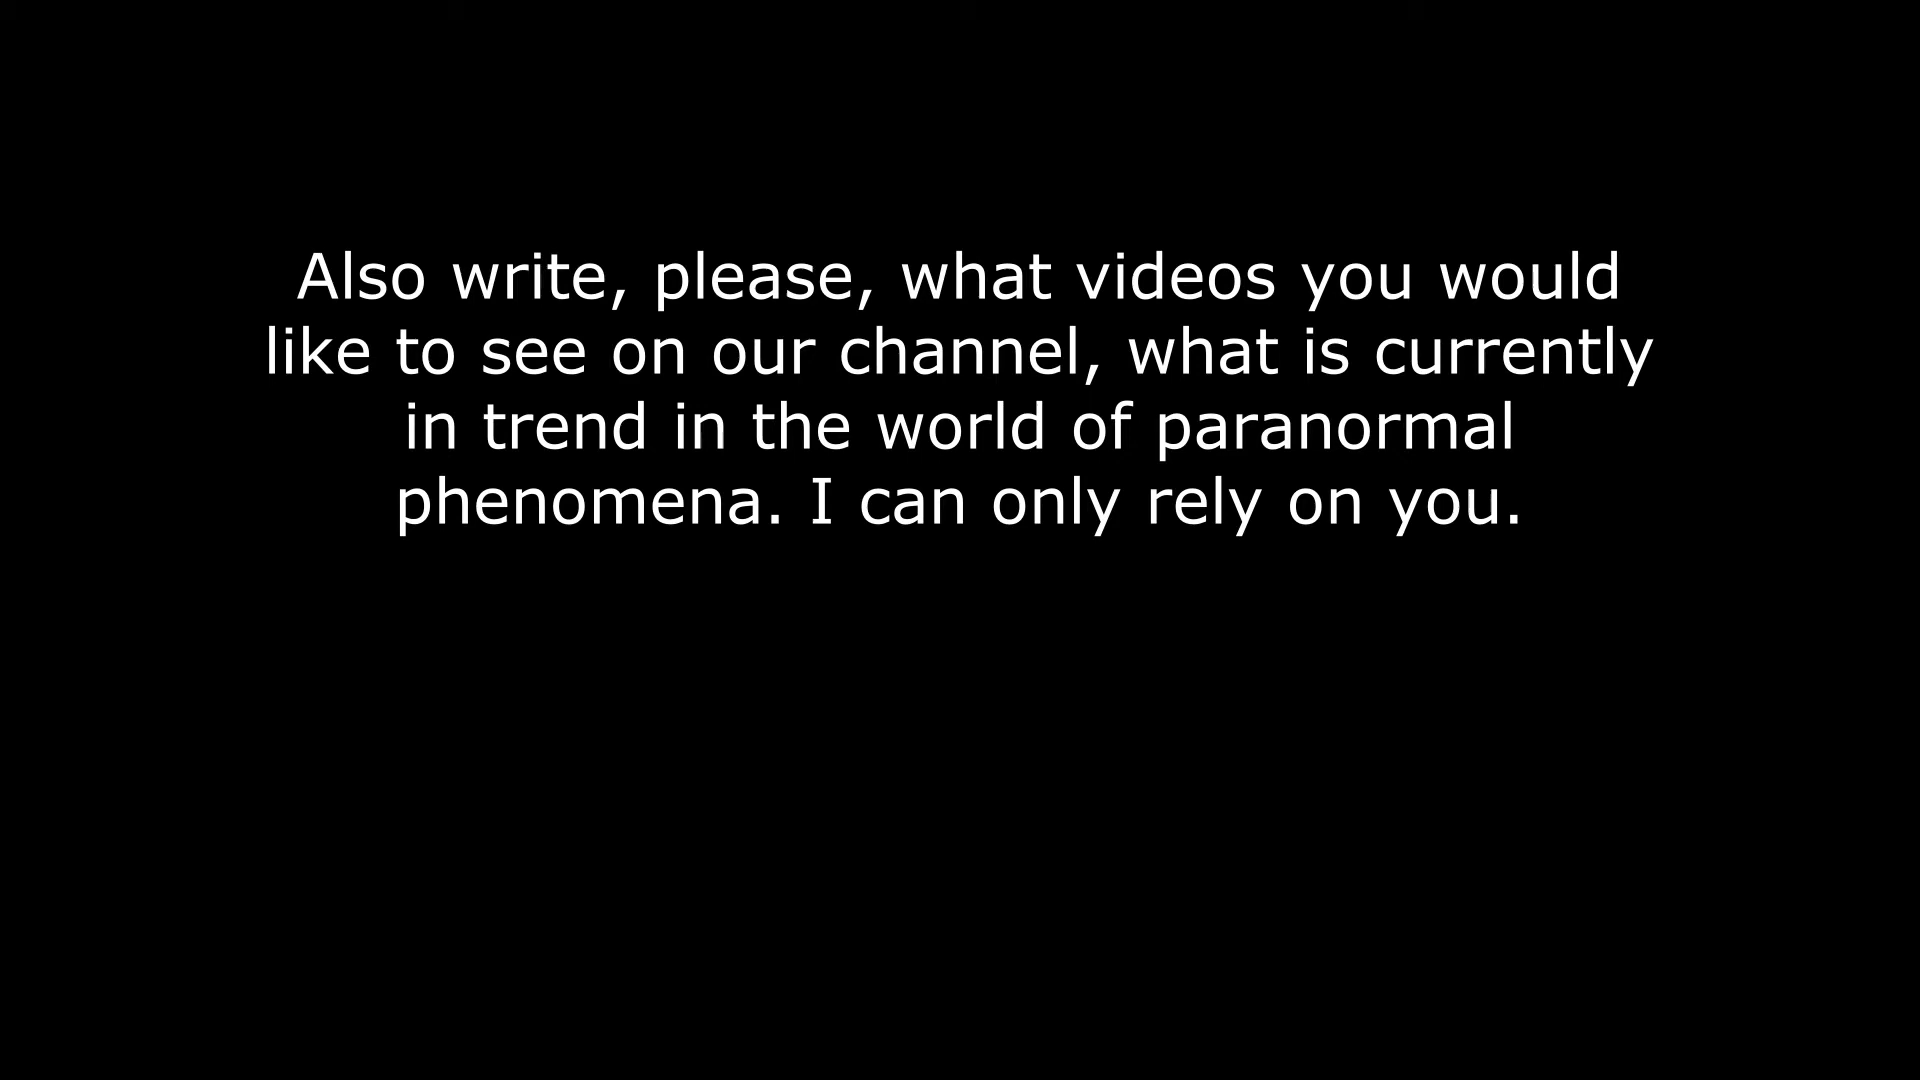 Also write, please, what videos you would
like to see on our channel, what is currently
in trend in the world of paranormal
phenomena. I can only rely on you.